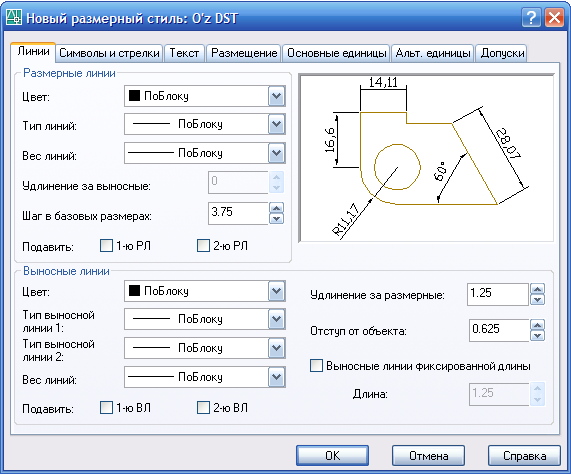 Новый размерный стиль: O'z DST
Линии Символы и стрелки Текст Размещение Основные единицы Альт. единицы Допуски
Размерные линии
Цвет: ПоБлоку
Тип линий: ПоБлоку
Вес линий: ПоБлоку
Удлинение за выносные: 0
Шаг в базовых размерах: 3.75
Подавить: 1-ю РЛ 2-ю РЛ
14,11
16,6
28,07
60°
R11,17
Выносные линии
Цвет: ПоБлоку
Тип выносной
линии 1: ПоБлоку
Тип выносной
линии 2: ПоБлоку
Вес линий: ПоБлоку
Подавить: 1-ю ВЛ 2-ю ВЛ
Удлинение за размерные: 1.25
Отступ от объекта: 0.625
Выносные линии фиксированной длины
Длина: 1.25
OK Отмена Справка